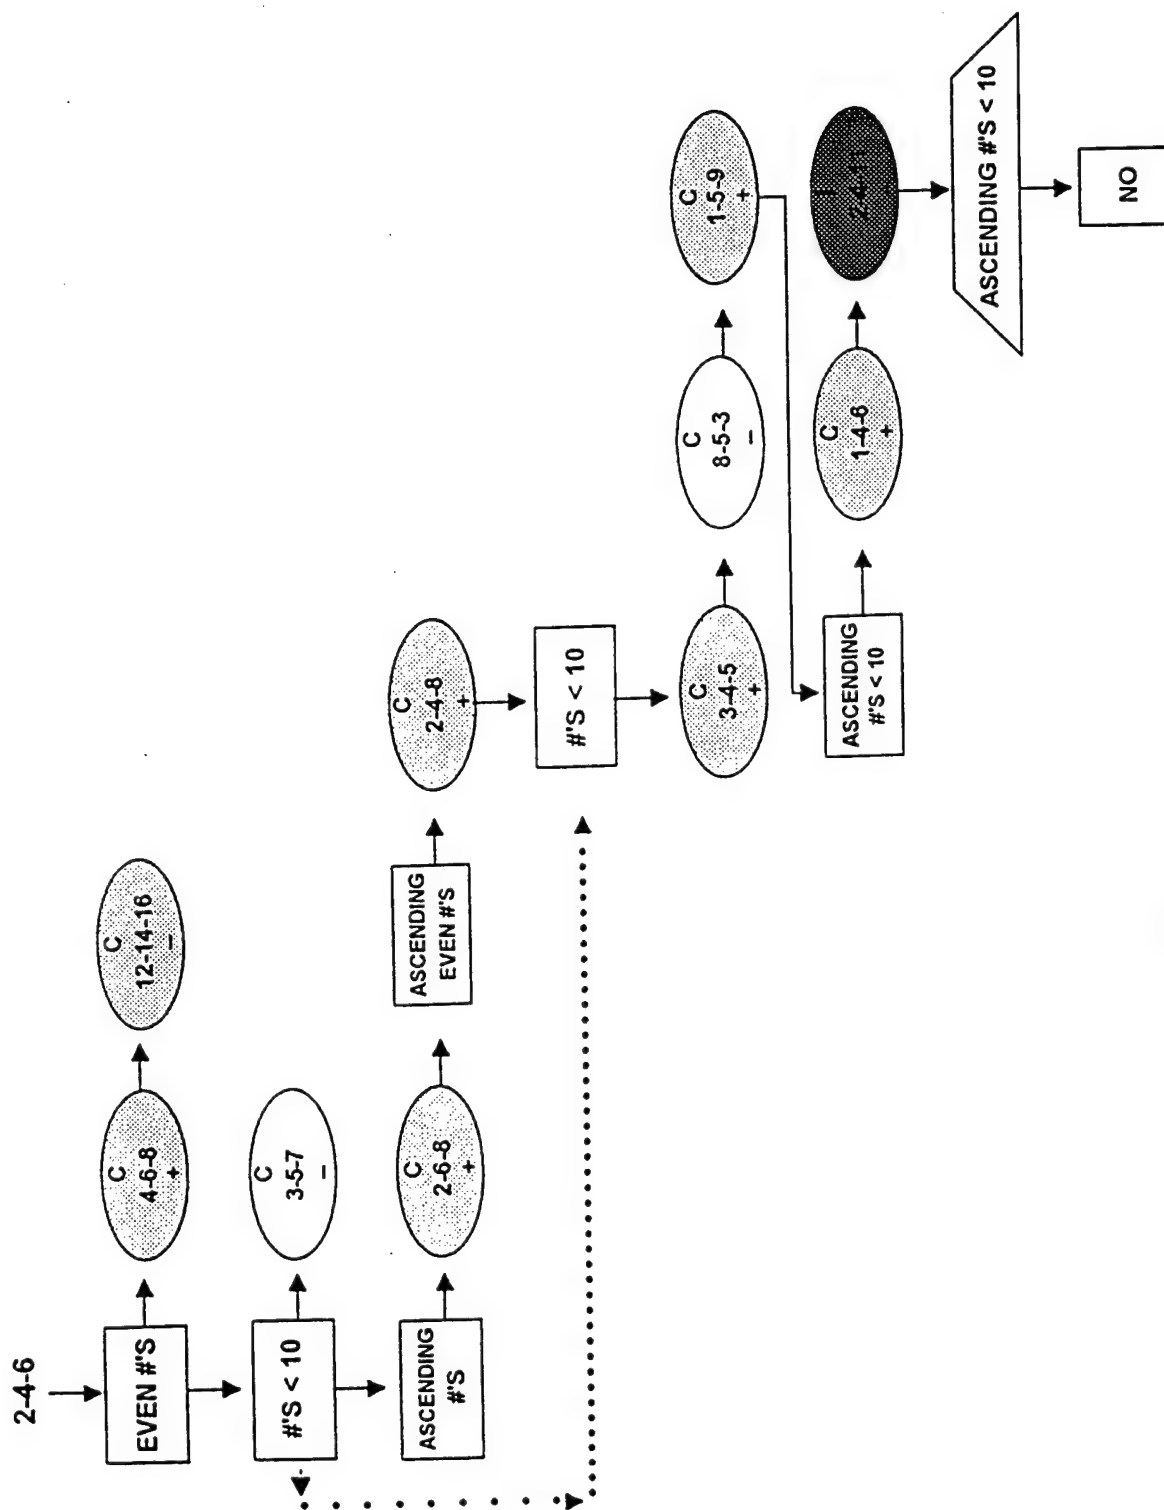 2-4-6
EVEN #'S
C
4-6-8
+
C
12-14-16
–
#'S < 10
C
3-5-7
–
ASCENDING
#'S
C
2-6-8
+
ASCENDING
EVEN #'S
C
2-4-8
+
#'S < 10
C
3-4-5
+
C
8-5-3
–
C
1-5-9
+
ASCENDING
#'S < 10
C
1-4-6
+
2-4-11
ASCENDING #'S < 10
NO